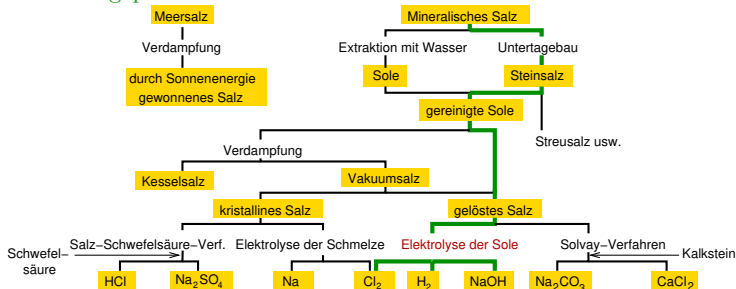 Meersalz
Mineralisches Salz
Verdampfung
Extraktion mit Wasser
Untertagebau
durch Sonnenenergie
gewonnenes Salz
Sole
Steinsalz
gereinigte Sole
Streusalz usw.
Verdampfung
Kesselsalz
Vakuumsalz
kristallines Salz
gelöstes Salz
Schwefel-
säure
Salz-Schwefelsäure-Verf.
Elektrolyse der Schmelze
Elektrolyse der Sole
Solvay-Verfahren
Kalkstein
HCl
Na₂SO₄
Na
Cl₂
H₂
NaOH
Na₂CO₃
CaCl₂